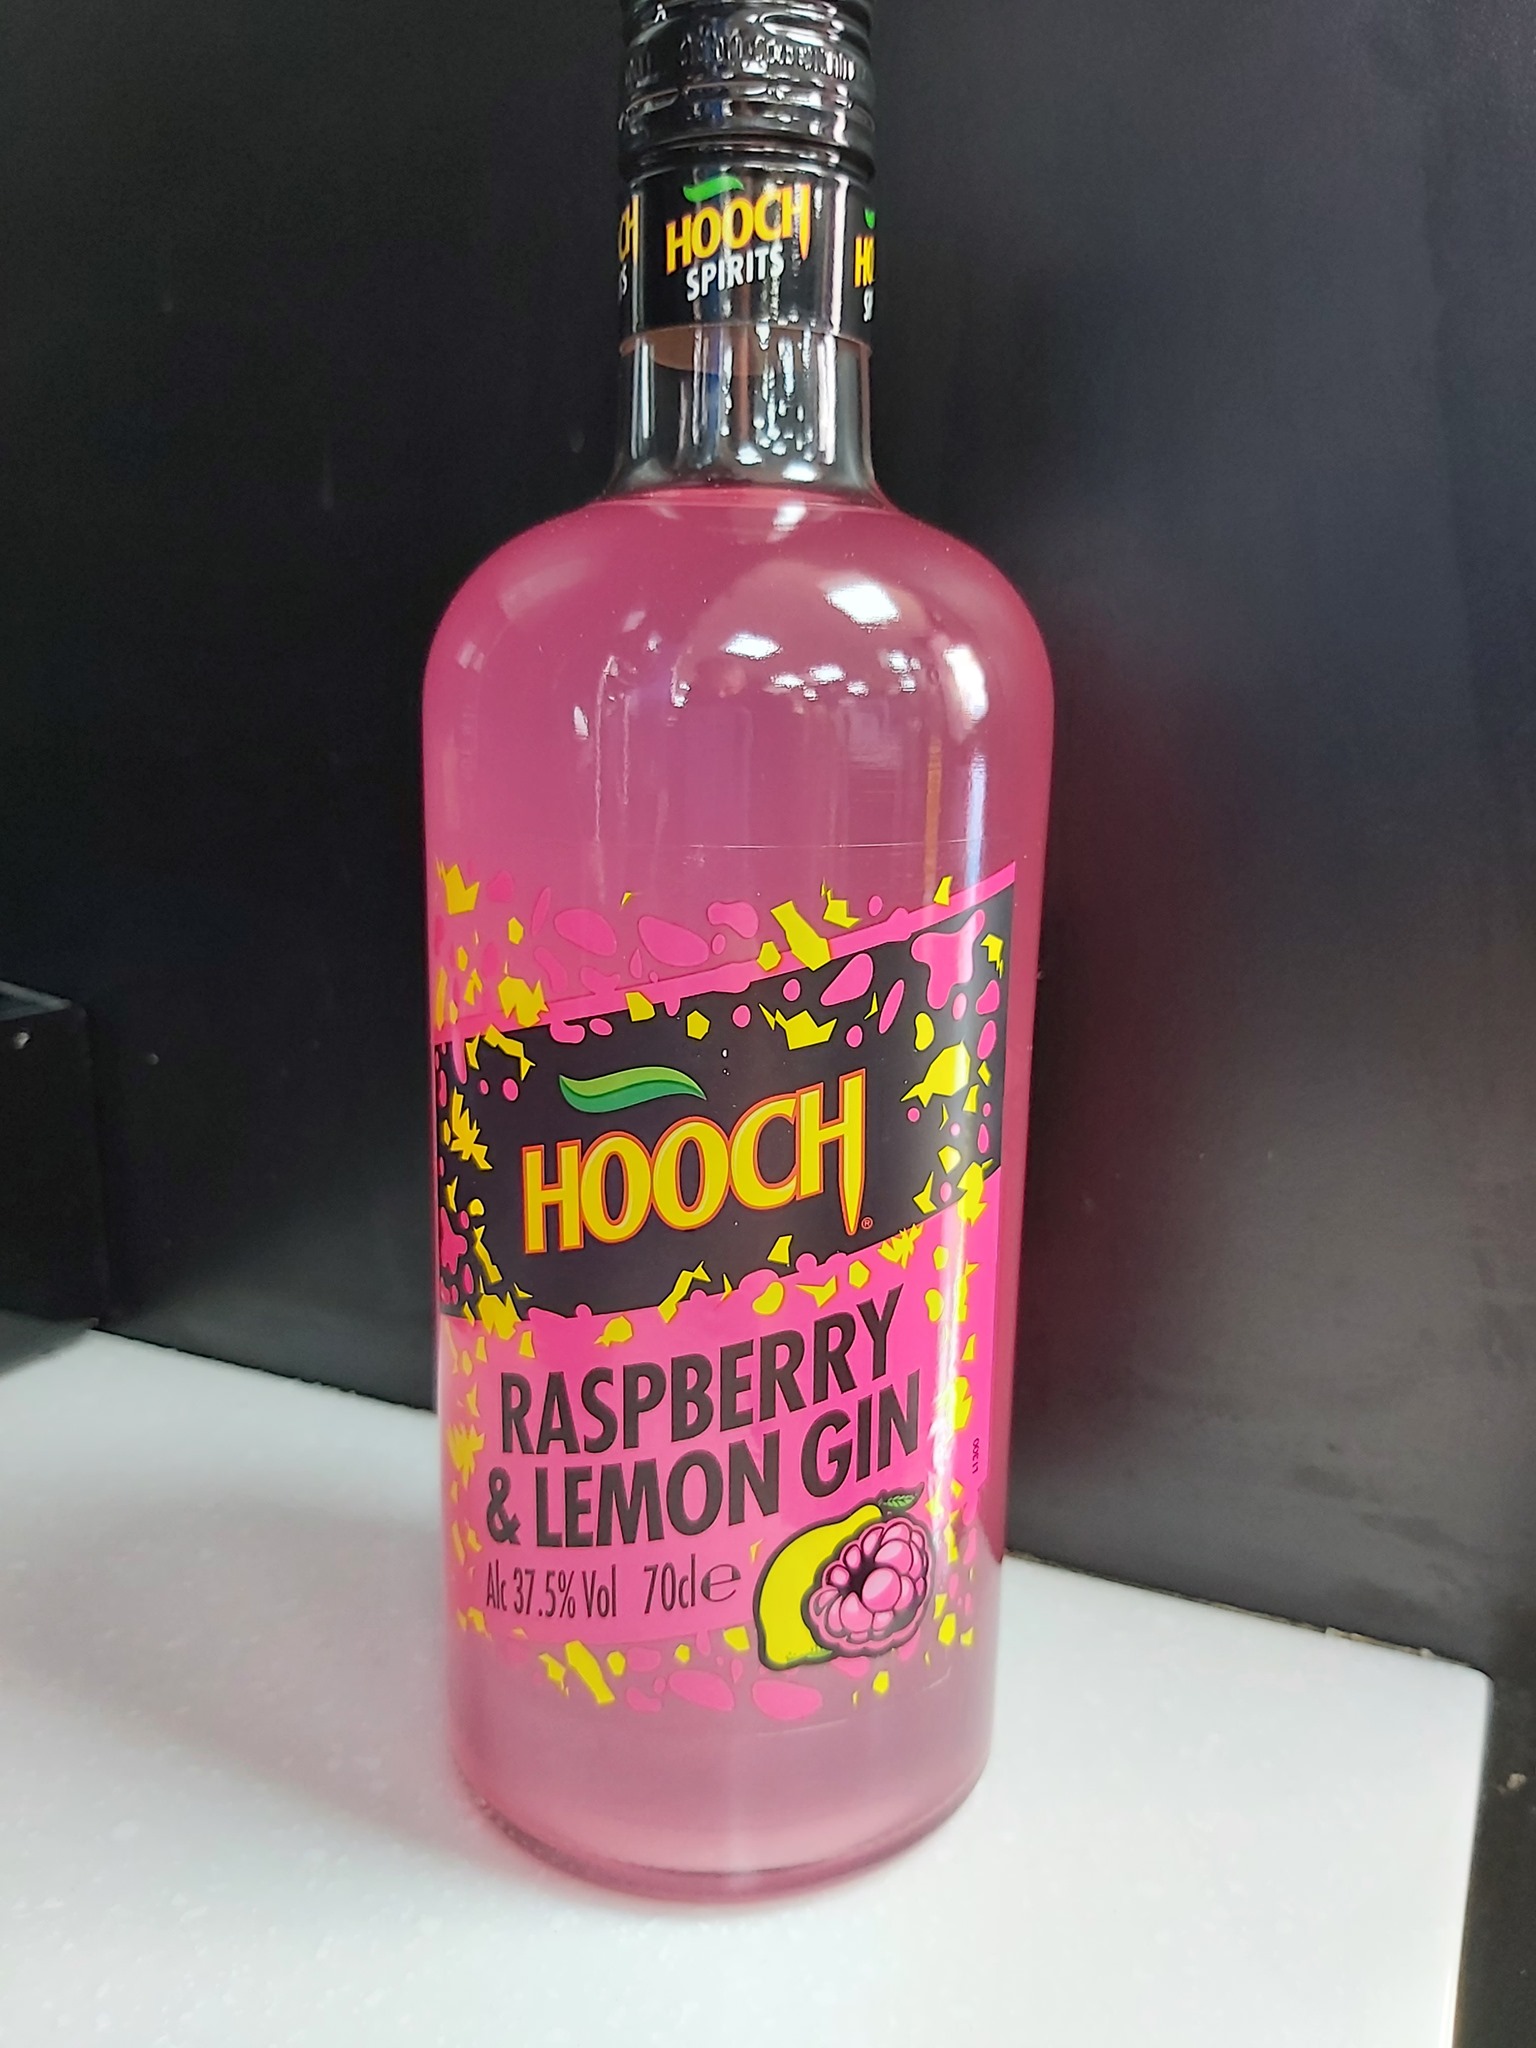 HOOCH
SPIRITS
HOOCH
®
RASPBERRY
& LEMON GIN
Alc 37.5% Vol 70cl e